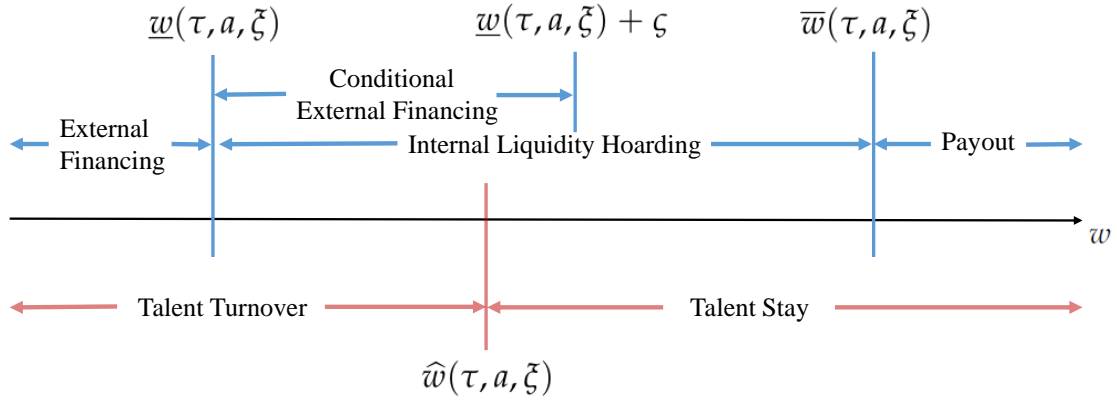 w(τ, a, ξ)
w(τ, a, ξ) + ς
w̅(τ, a, ξ)
Conditional
External Financing
External
Financing
Internal Liquidity Hoarding
Payout
w
Talent Turnover
Talent Stay
ŵ(τ, a, ξ)